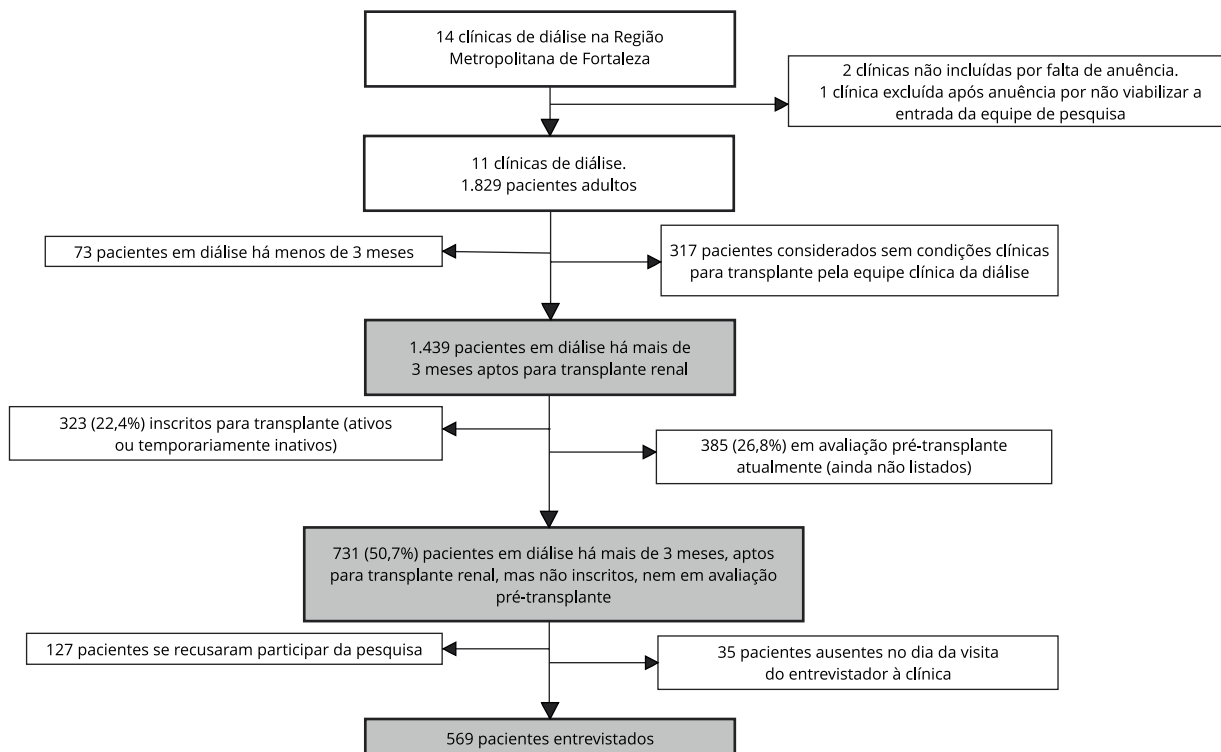 14 clínicas de diálise na Região
Metropolitana de Fortaleza
2 clínicas não incluídas por falta de anuência.
1 clínica excluída após anuência por não viabilizar a
entrada da equipe de pesquisa
11 clínicas de diálise.
1.829 pacientes adultos
73 pacientes em diálise há menos de 3 meses
317 pacientes considerados sem condições clínicas
para transplante pela equipe clínica da diálise
1.439 pacientes em diálise há mais de
3 meses aptos para transplante renal
323 (22,4%) inscritos para transplante (ativos
ou temporariamente inativos)
385 (26,8%) em avaliação pré-transplante
atualmente (ainda não listados)
731 (50,7%) pacientes em diálise há mais de 3 meses, aptos
para transplante renal, mas não inscritos, nem em avaliação
pré-transplante
127 pacientes se recusaram participar da pesquisa
35 pacientes ausentes no dia da visita
do entrevistador à clínica
569 pacientes entrevistados